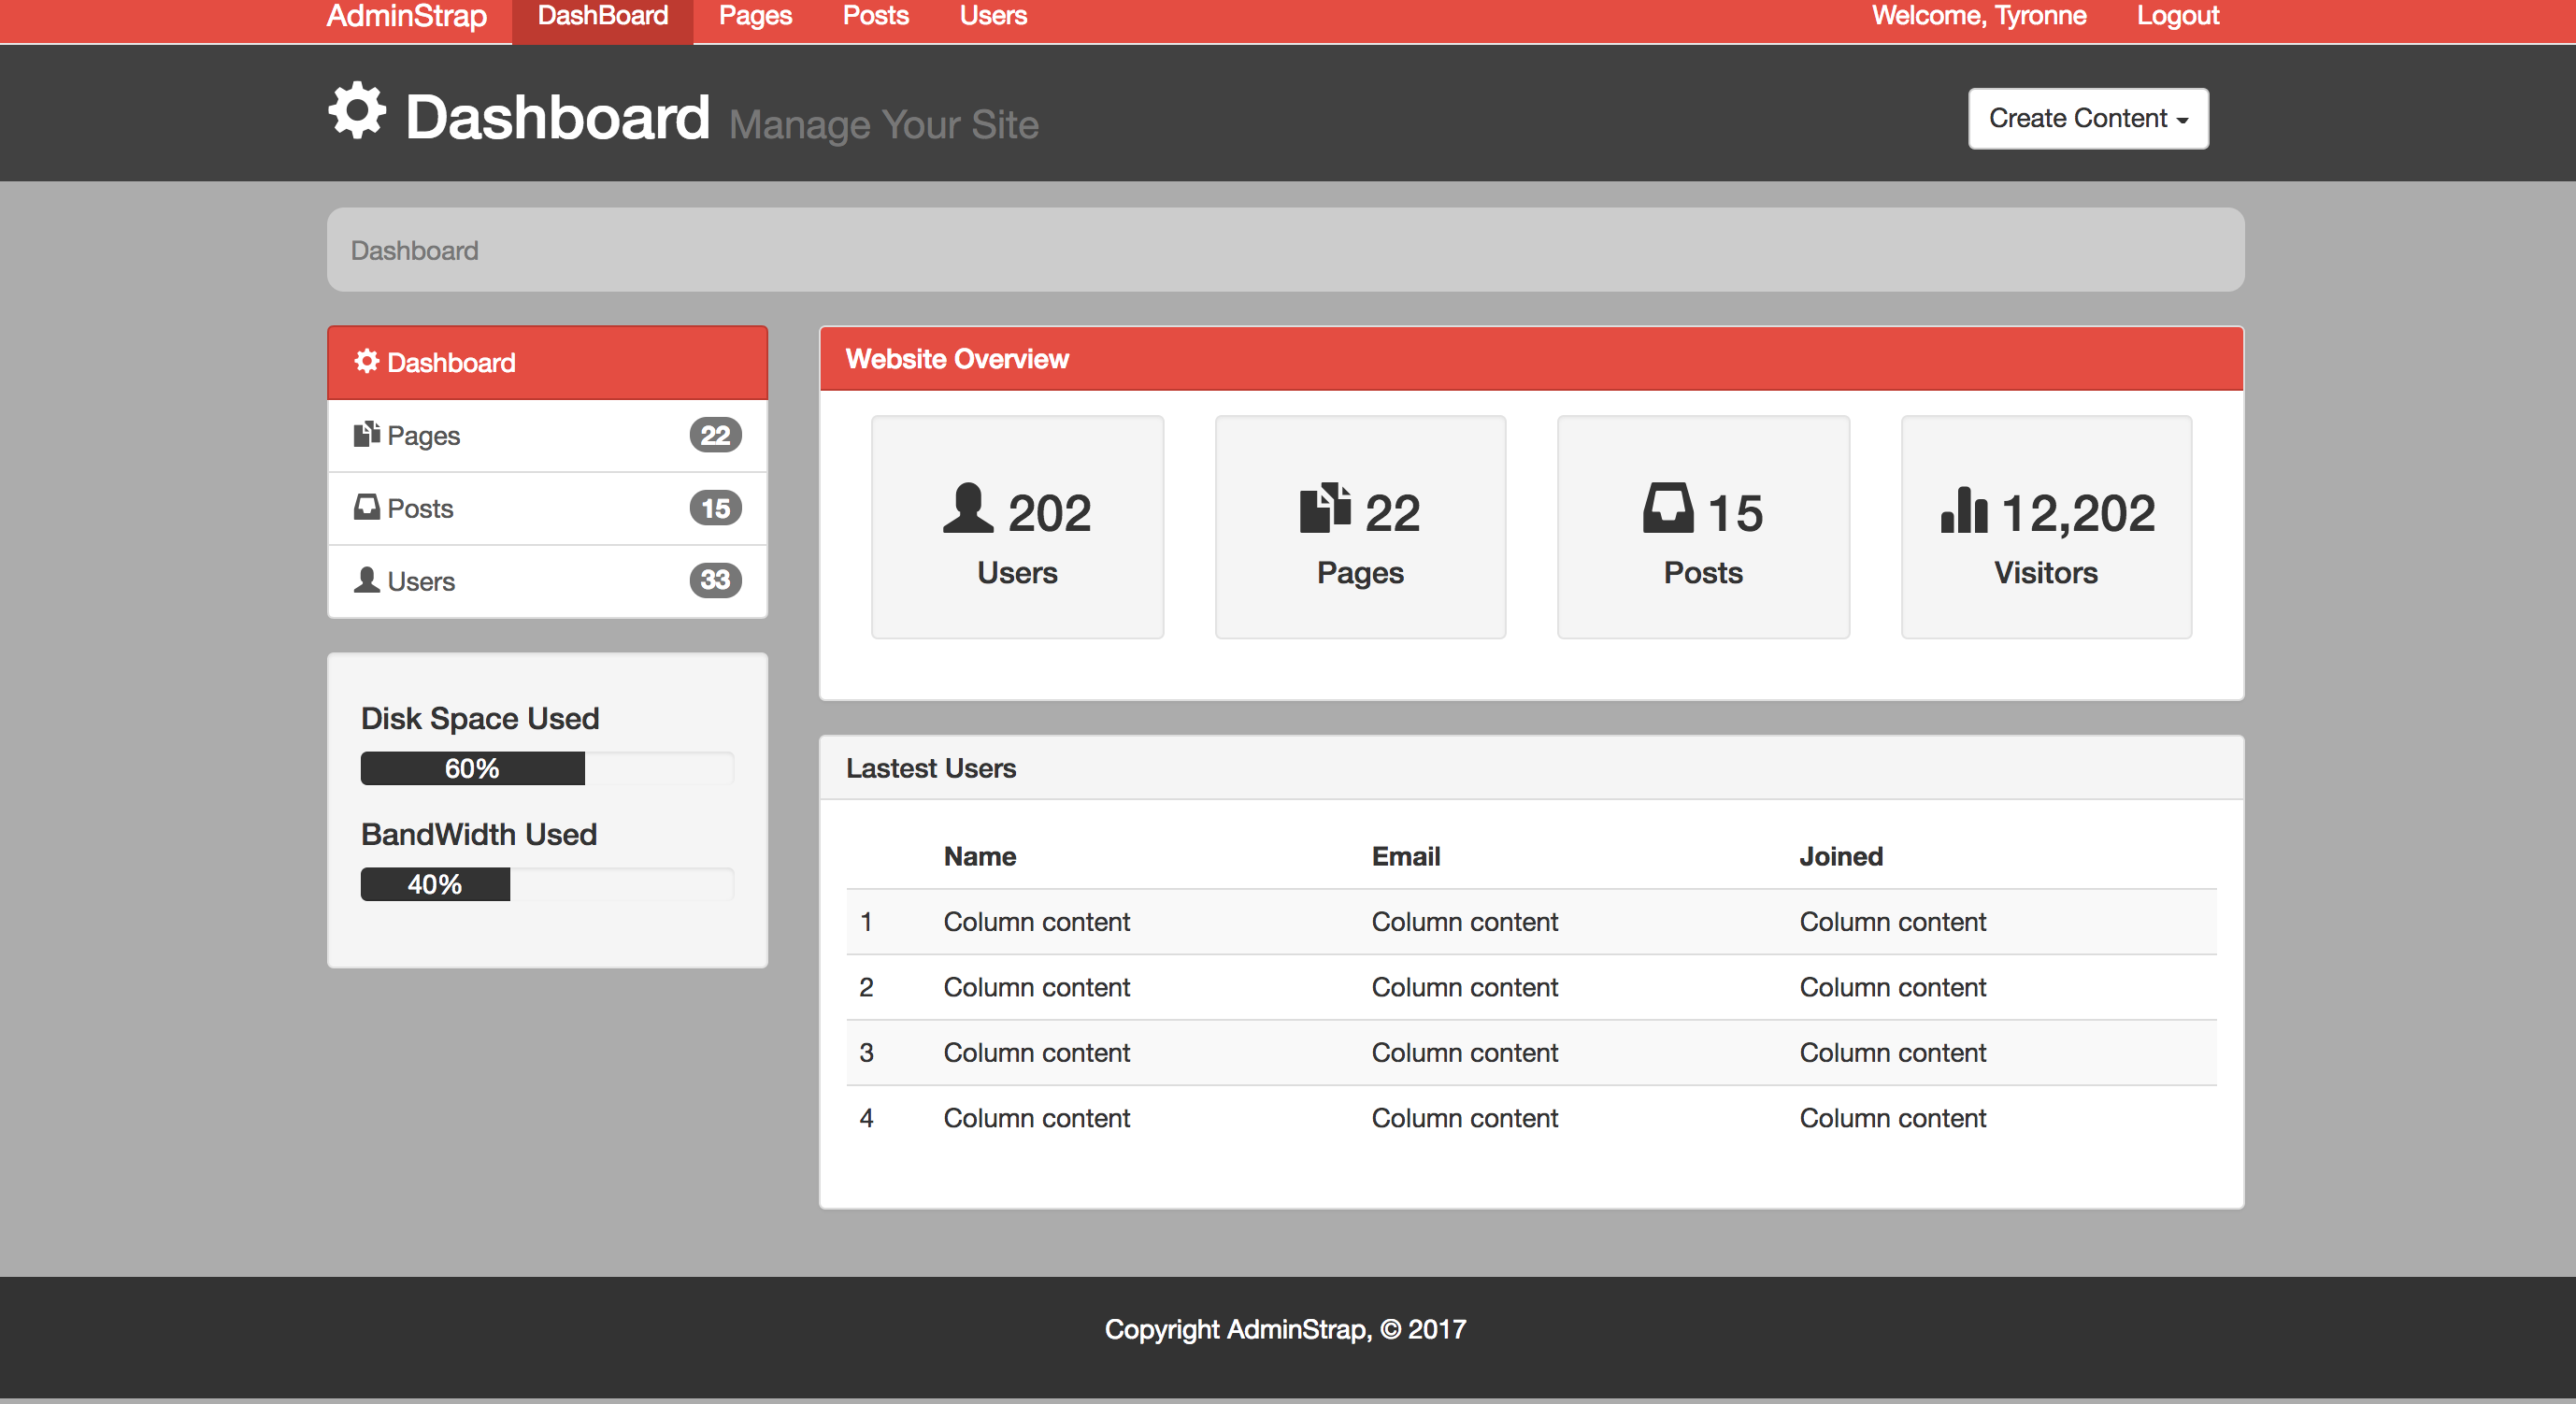 AdminStrap DashBoard Pages Posts Users Welcome, Tyronne Logout
Dashboard Manage Your Site Create Content
Dashboard
Dashboard
Pages 22
Posts 15
Users 33
Disk Space Used
60%
BandWidth Used
40%
Website Overview
202 22 15 12,202
Users Pages Posts Visitors
Lastest Users
Name Email Joined
1 Column content Column content Column content
2 Column content Column content Column content
3 Column content Column content Column content
4 Column content Column content Column content
Copyright AdminStrap, © 2017